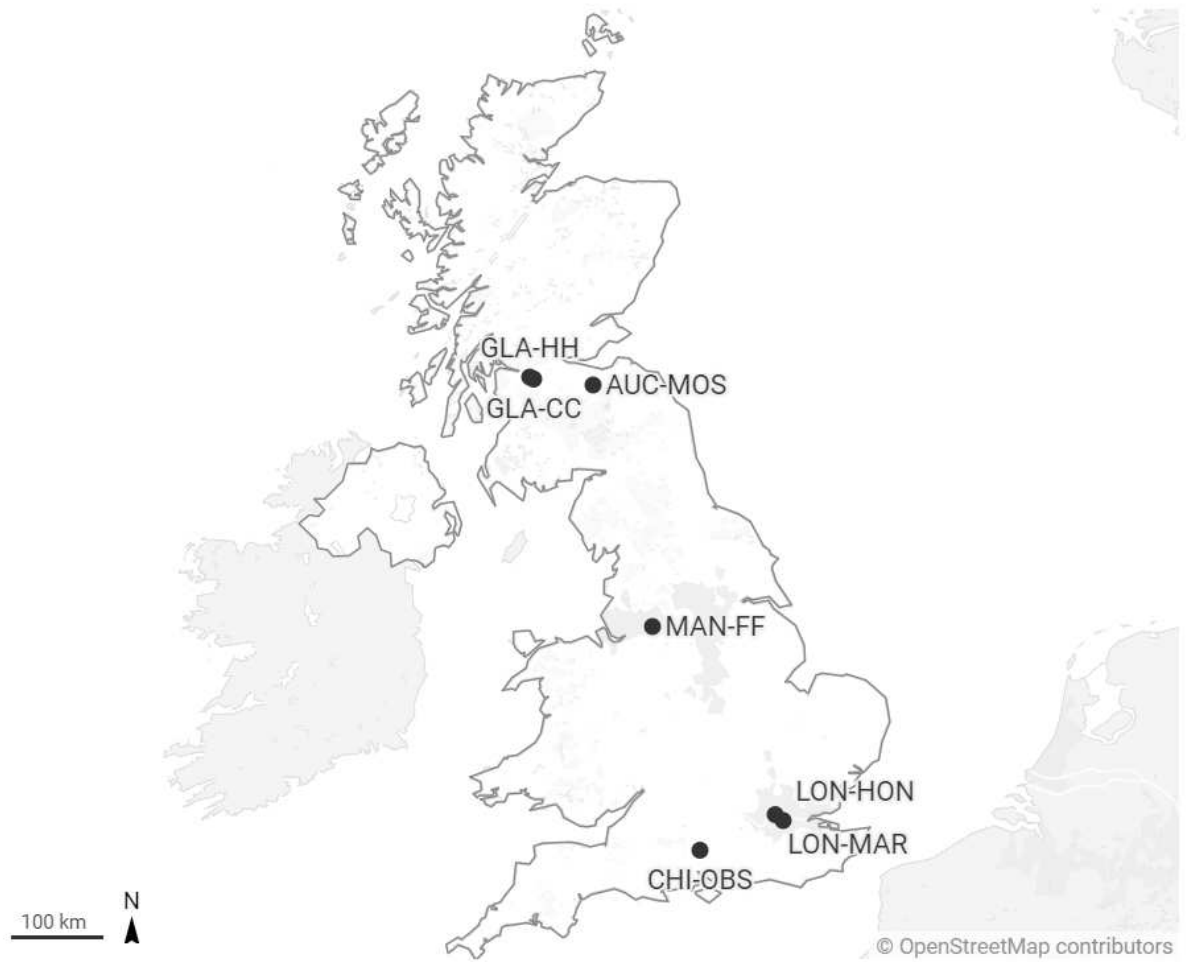 GLA-HH
AUC-MOS
GLA-CC
MAN-FF
LON-HON
LON-MAR
CHI-OBS
N
100 km
© OpenStreetMap contributors